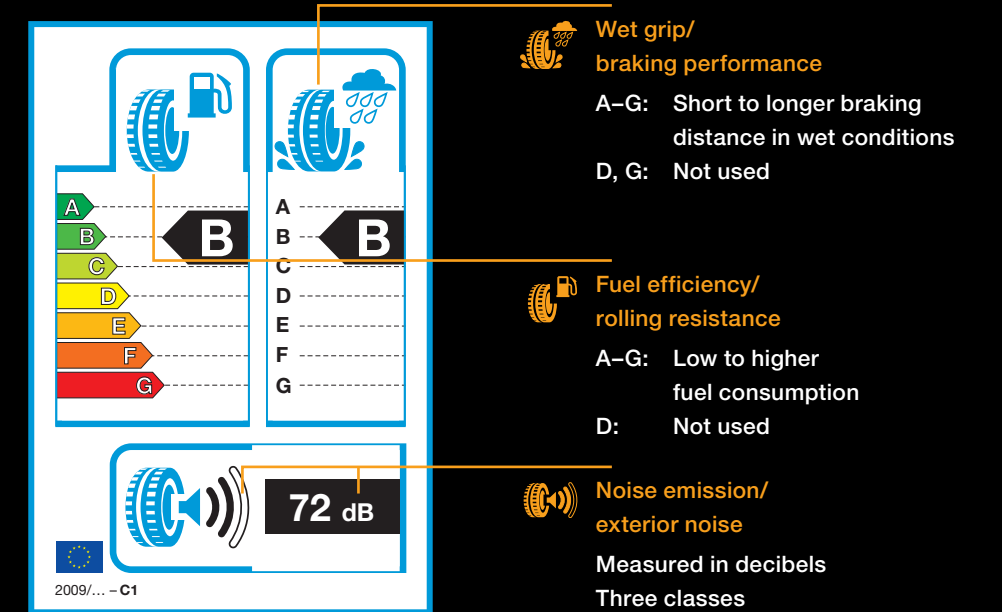 A
B
C
D
E
F
G
B
A
B
C
D
E
F
G
B
72 dB
2009/... – C1
Wet grip/
braking performance
A–G: Short to longer braking
distance in wet conditions
D, G: Not used
Fuel efficiency/
rolling resistance
A–G: Low to higher
fuel consumption
D: Not used
Noise emission/
exterior noise
Measured in decibels
Three classes